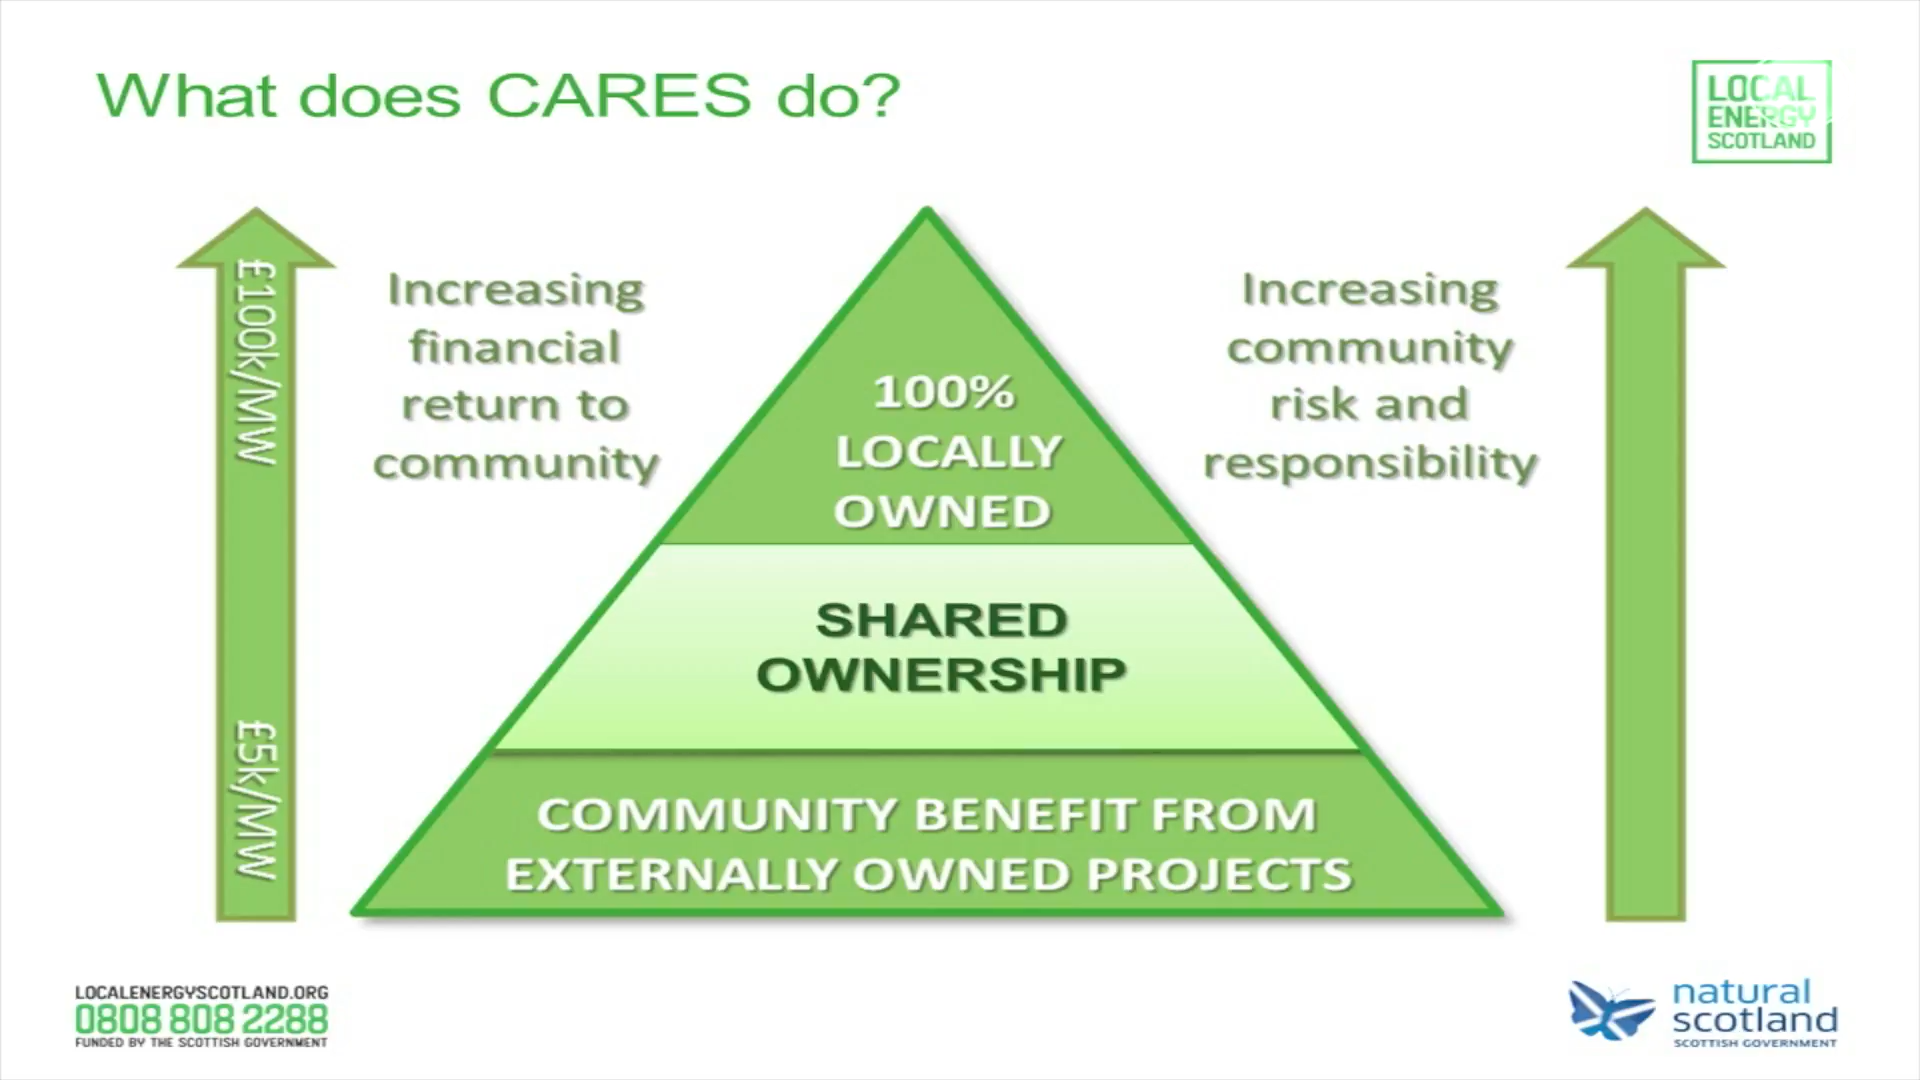 What does CARES do?
LOCAL
ENERGY
SCOTLAND
£100k/MW
£5k/MW
Increasing
financial
return to
community
100%
LOCALLY
OWNED
SHARED
OWNERSHIP
COMMUNITY BENEFIT FROM
EXTERNALLY OWNED PROJECTS
Increasing
community
risk and
responsibility
LOCALENERGYSCOTLAND.ORG
0808 808 2288
FUNDED BY THE SCOTTISH GOVERNMENT
natural
scotland
SCOTTISH GOVERNMENT